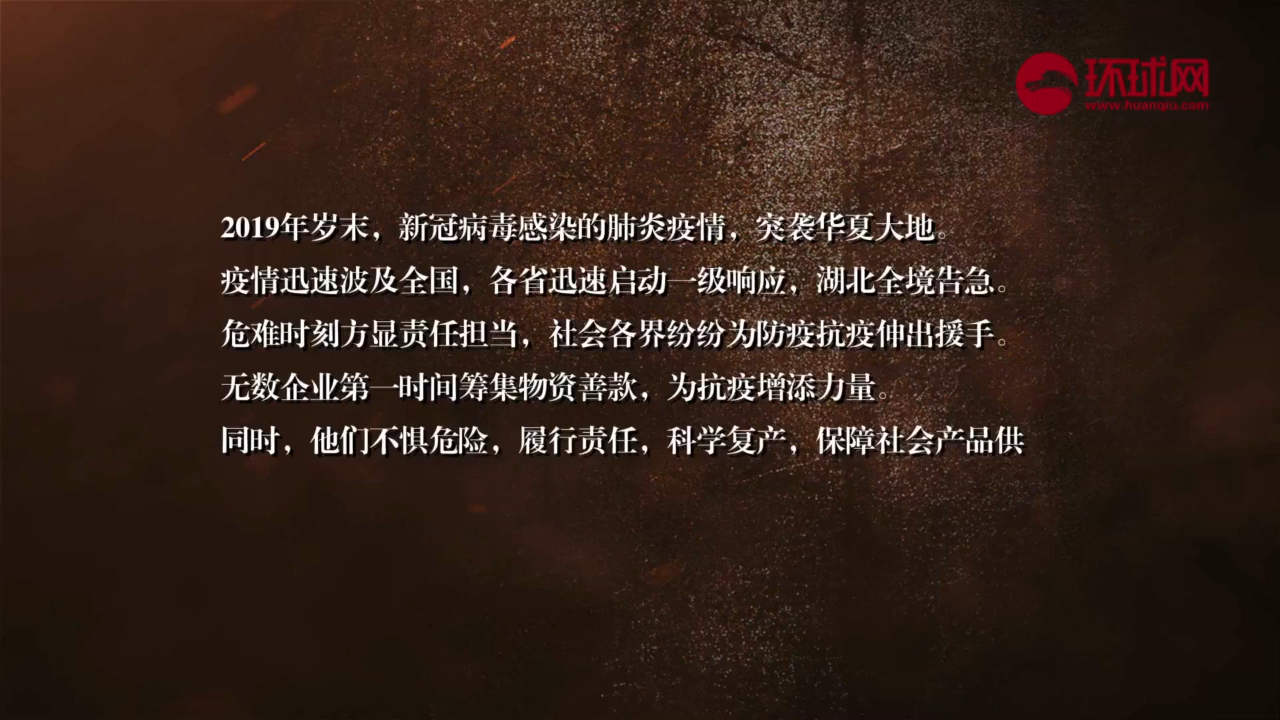 环球网
www.huanqiu.com
2019年岁末，新冠病毒感染的肺炎疫情，突袭华夏大地。
疫情迅速波及全国，各省迅速启动一级响应，湖北全境告急。
危难时刻方显责任担当，社会各界纷纷为防疫抗疫伸出援手。
无数企业第一时间筹集物资善款，为抗疫增添力量。
同时，他们不惧危险，履行责任，科学复产，保障社会产品供